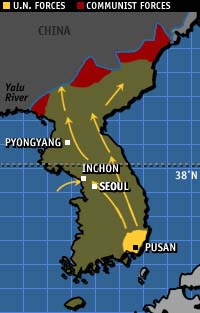 U.N. FORCES COMMUNIST FORCES
CHINA
Yalu
River
PYONGYANG
INCHON
38°N
SEOUL
PUSAN